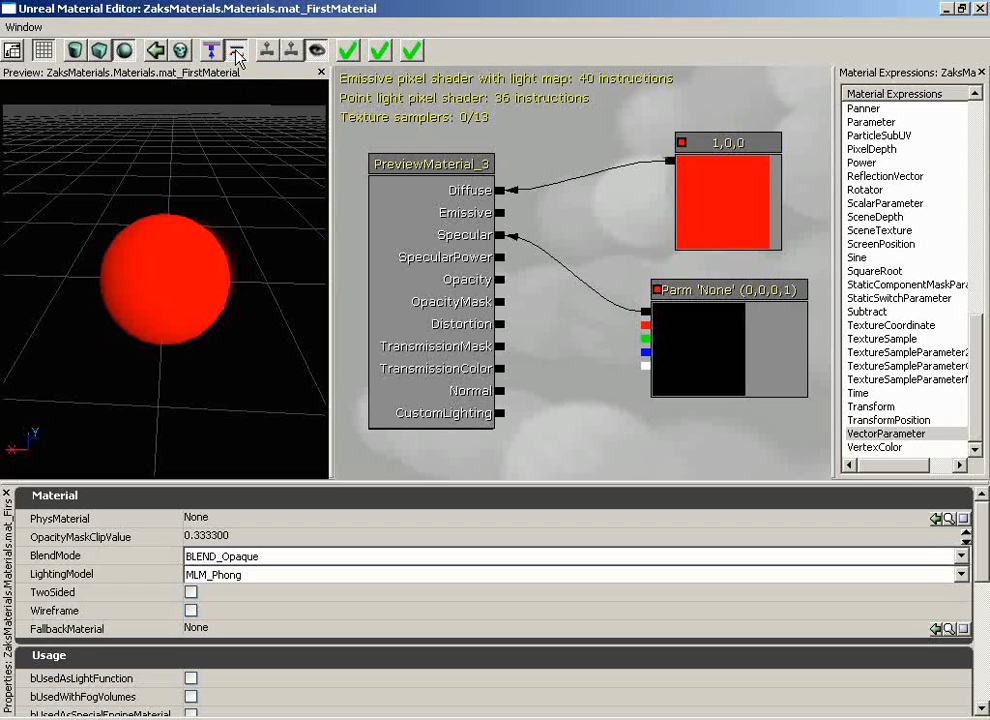 Unreal Material Editor: ZaksMaterials.Materials.mat_FirstMaterial
Window
Preview: ZaksMaterials.Materials.mat_FirstMaterial
Emissive pixel shader with light map: 40 instructions
Point light pixel shader: 36 instructions
Texture samplers: 0/13
PreviewMaterial_3
Diffuse
Emissive
Specular
SpecularPower
Opacity
OpacityMask
Distortion
TransmissionMask
TransmissionColor
Normal
CustomLighting
1,0,0
Parm 'None' (0,0,0,1)
Material Expressions: ZaksMa
Material Expressions
Panner
Parameter
ParticleSubUV
PixelDepth
Power
ReflectionVector
Rotator
ScalarParameter
SceneDepth
SceneTexture
ScreenPosition
Sine
SquareRoot
StaticComponentMaskPara
StaticSwitchParameter
Subtract
TextureCoordinate
TextureSample
TextureSampleParameter2
TextureSampleParameter
TextureSampleParameter
Time
Transform
TransformPosition
VectorParameter
VertexColor
Y
X
Properties: ZaksMaterials.Materials.mat_Firs
Material
PhysMaterial None
OpacityMaskClipValue 0.333300
BlendMode BLEND_Opaque
LightingModel MLM_Phong
TwoSided
Wireframe
FallbackMaterial None
Usage
bUsedAsLightFunction
bUsedWithFogVolumes
bUsedAsSpecialEngineMaterial